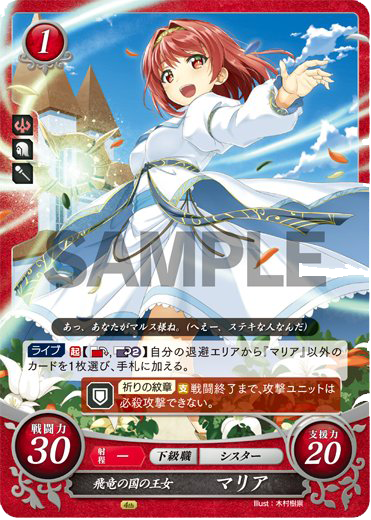 1
SAMPLE
あっ、あなたがマルス様ね。(へえー、ステキな人なんだ)
ライブ 起【 、 2】自分の退避エリアから『マリア』以外の
カードを1枚選び、手札に加える。
祈りの紋章 支 戦闘終了まで、攻撃ユニットは
必殺攻撃できない。
戦闘力
30
射程 － 下級職 シスター
支援力
20
飛竜の国の王女 マリア
4th
Illust:木村樹崇